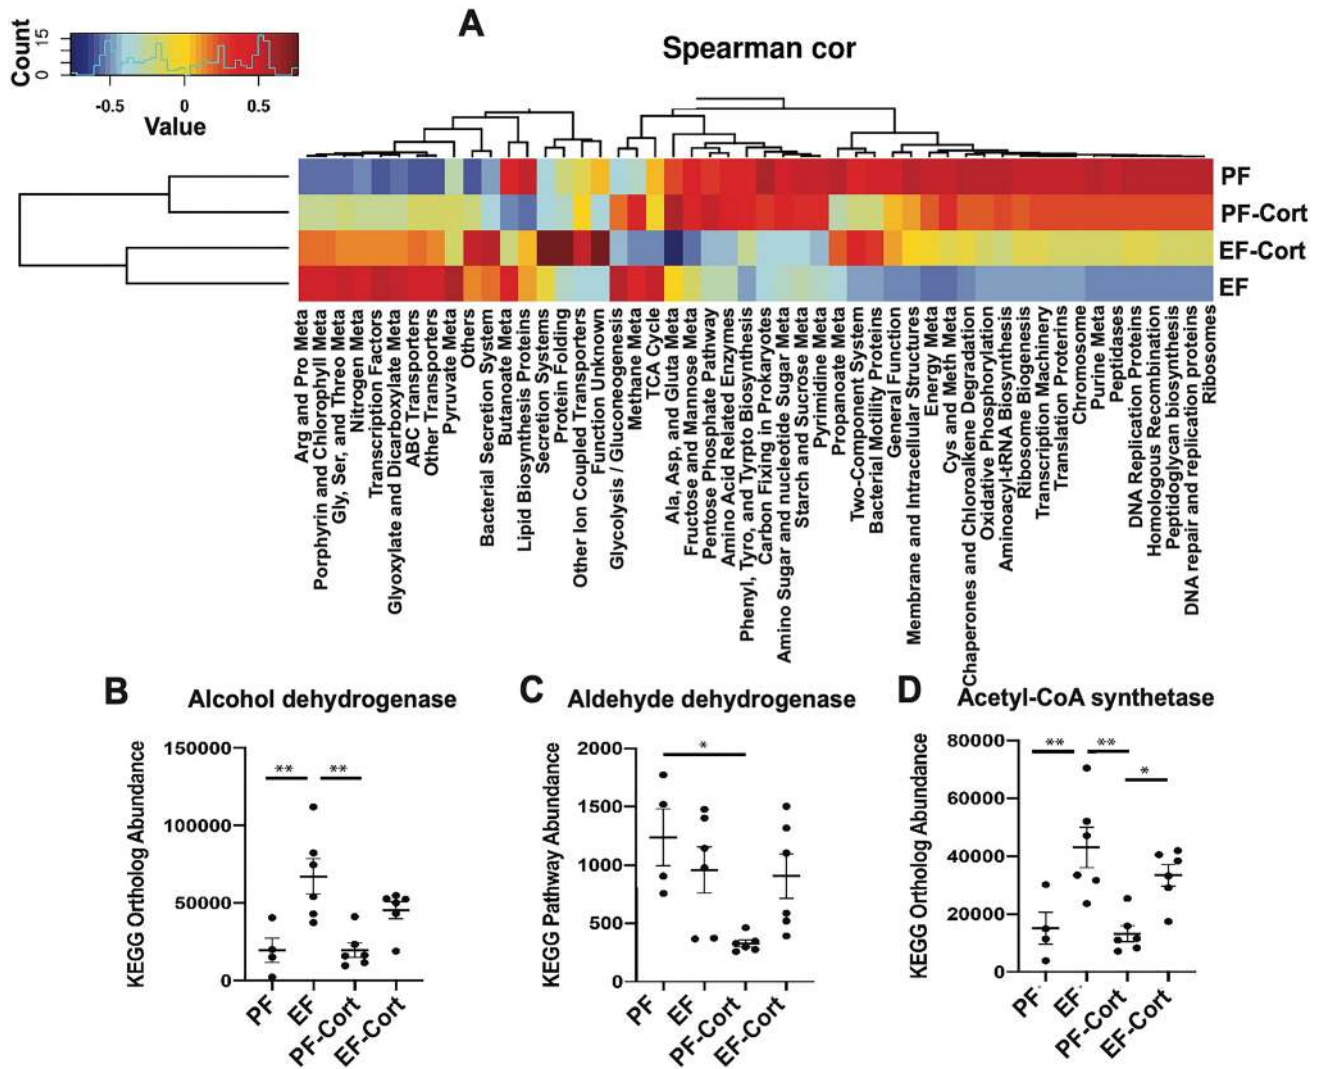 A
Spearman cor
Count
15
0
-0.5
0
0.5
Value
PF
PF-Cort
EF-Cort
EF
Arg and Pro Meta
Porphyrin and Chlorophyll Meta
Gly, Ser, and Threo Meta
Nitrogen Meta
Transcription Factors
Glyoxylate and Dicarboxylate Meta
ABC Transporters
Other Transporters
Pyruvate Meta
Others
Bacterial Secretion System
Butanoate Meta
Lipid Biosynthesis Proteins
Secretion Systems
Protein Folding
Other Ion Coupled Transporters
Function Unknown
Glycolysis / Gluconeogenesis
Methane Meta
TCA Cycle
Ala, Asp, and Gluta Meta
Fructose and Mannose Meta
Pentose Phosphate Pathway
Amino Acid Related Enzymes
Phenyl, Tyro, and Tyrpto Biosynthesis
Carbon Fixing in Prokaryotes
Amino Sugar and nucleotide Sugar Meta
Starch and Sucrose Meta
Pyrimidine Meta
Propanoate Meta
Two-Component System
Bacterial Motility Proteins
General Function
Membrane and Intracellular Structures
Energy Meta
Cys and Meth Meta
Chaperones and Chloroalkene Degradation
Oxidative Phosphorylation
Aminoacyl-tRNA Biosynthesis
Ribosome Biogenesis
Transcription Machinery
Translation Proterins
Chromosome
Purine Meta
Peptidases
DNA Replication Proteins
Homologous Recombination
Peptidoglycan biosynthesis
DNA repair and replication proteins
Ribosomes
B
Alcohol dehydrogenase
KEGG Ortholog Abundance
150000
100000
50000
0
** **
PF
EF
PF-Cort
EF-Cort
C
Aldehyde dehydrogenase
KEGG Pathway Abundance
2000
1500
1000
500
0
*
PF
EF
PF-Cort
EF-Cort
D
Acetyl-CoA synthetase
KEGG Ortholog Abundance
80000
60000
40000
20000
0
** **
*
PF
EF
PF-Cort
EF-Cort